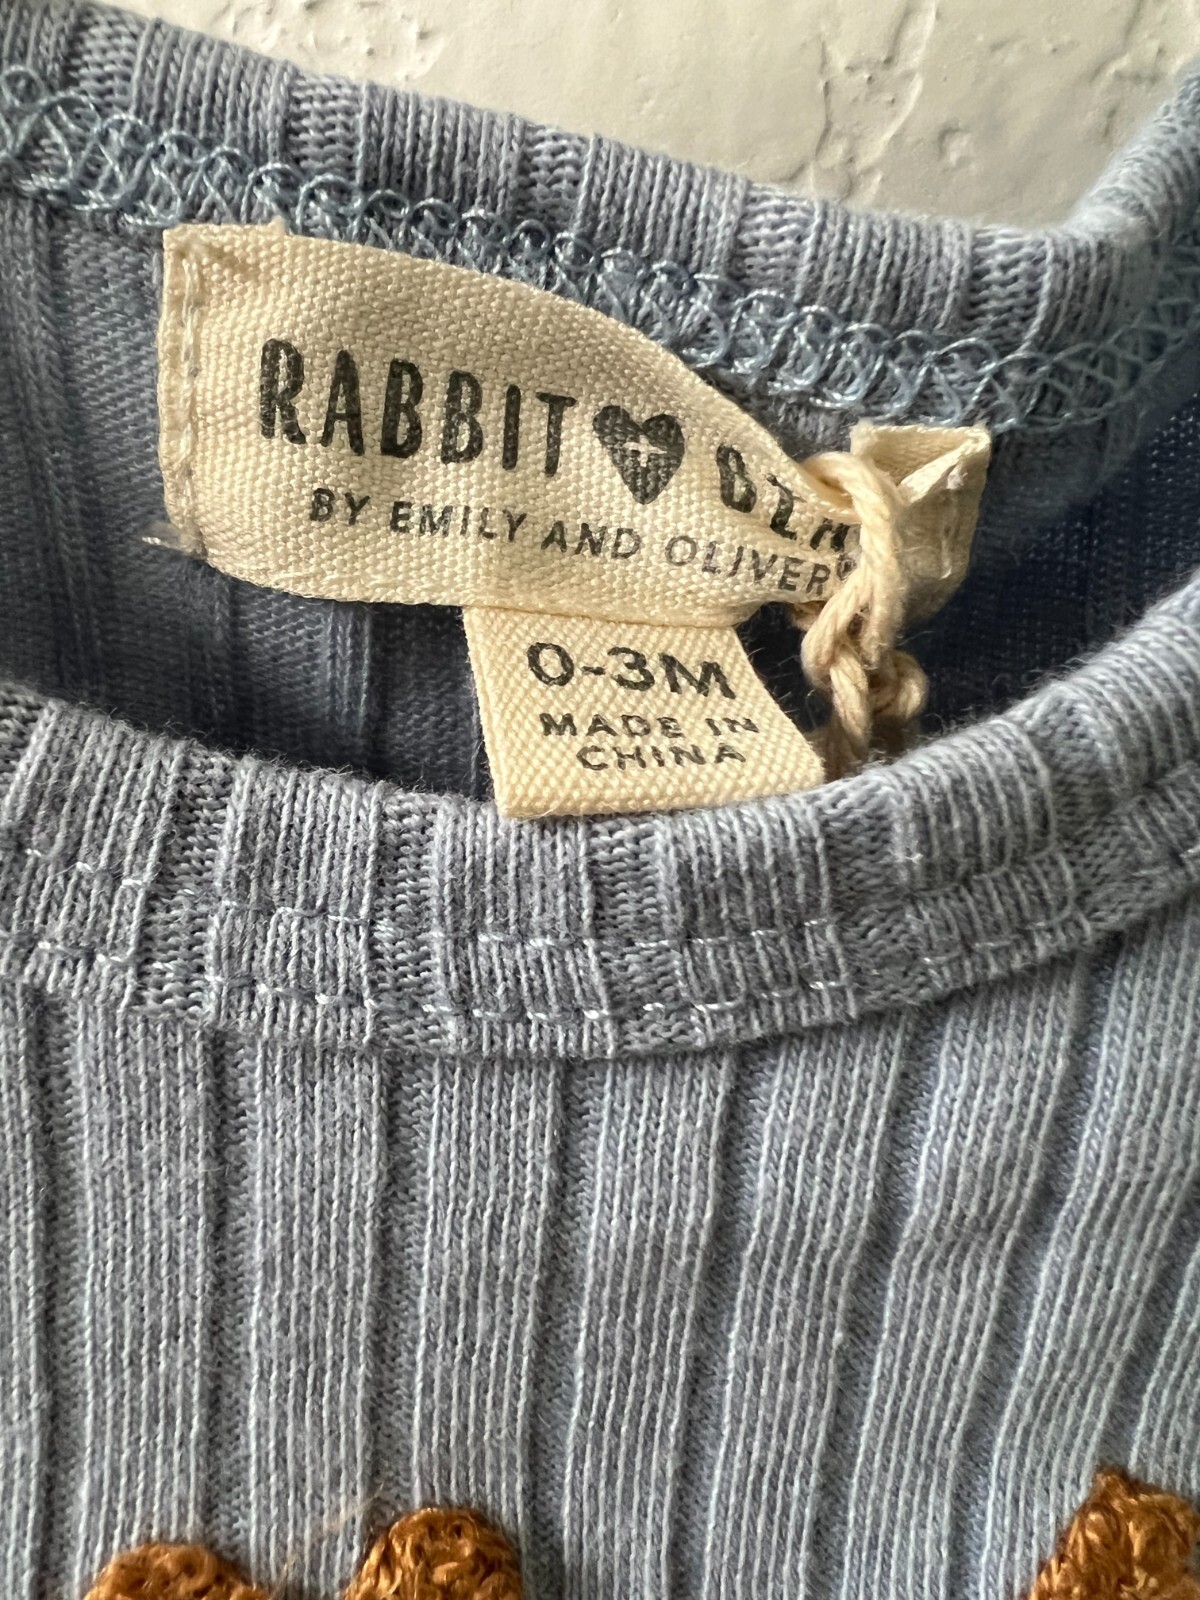 RABBIT
BY EMILY AND OLIVER
0-3M
MADE IN
CHINA